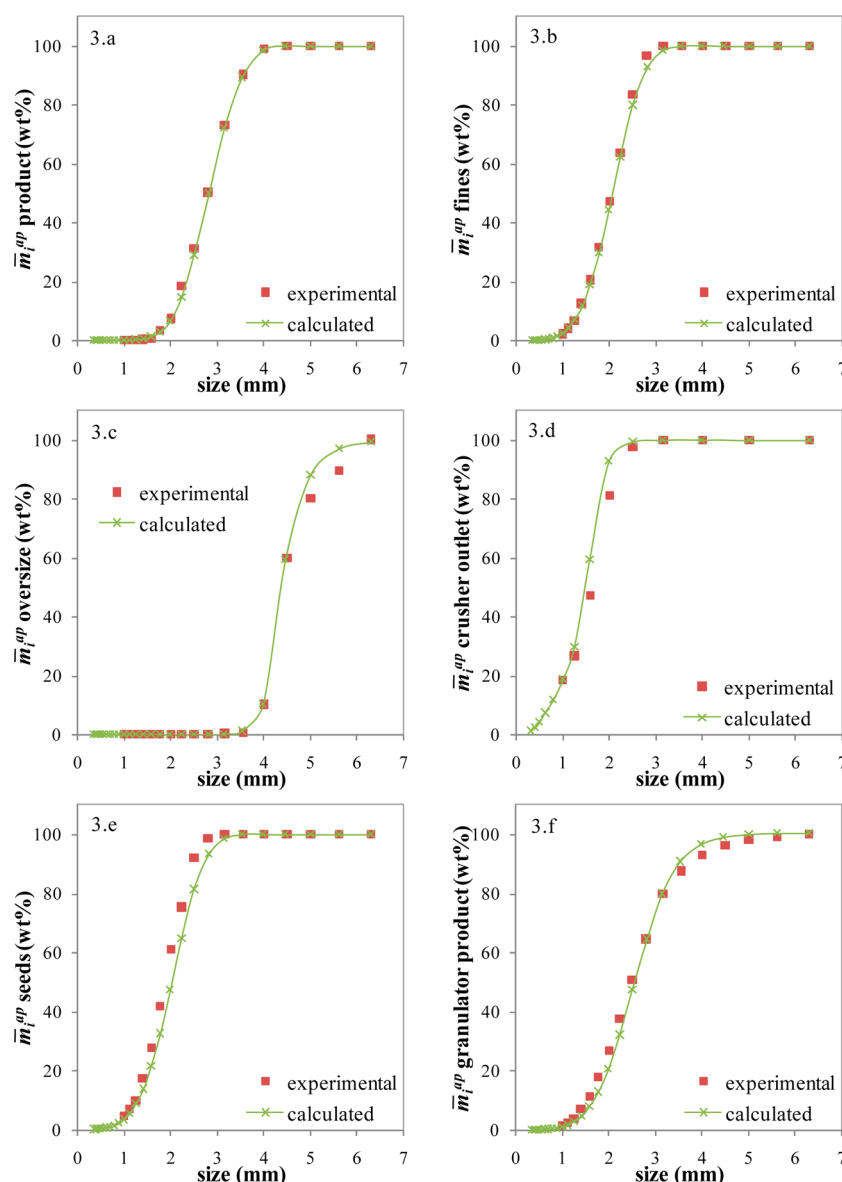 3.a
100
80
60
40
20
0
m̅ᵢᵃᵖ product (wt%)
experimental
calculated
0 1 2 3 4 5 6 7
size (mm)
3.b
100
80
60
40
20
0
m̅ᵢᵃᵖ fines (wt%)
experimental
calculated
0 1 2 3 4 5 6 7
size (mm)
3.c
100
80
60
40
20
0
m̅ᵢᵃᵖ oversize (wt%)
experimental
calculated
0 1 2 3 4 5 6 7
size (mm)
3.d
100
80
60
40
20
0
m̅ᵢᵃᵖ crusher outlet (wt%)
experimental
calculated
0 1 2 3 4 5 6 7
size (mm)
3.e
100
80
60
40
20
0
m̅ᵢᵃᵖ seeds (wt%)
experimental
calculated
0 1 2 3 4 5 6 7
size (mm)
3.f
100
80
60
40
20
0
m̅ᵢᵃᵖ granulator product (wt%)
experimental
calculated
0 1 2 3 4 5 6 7
size (mm)